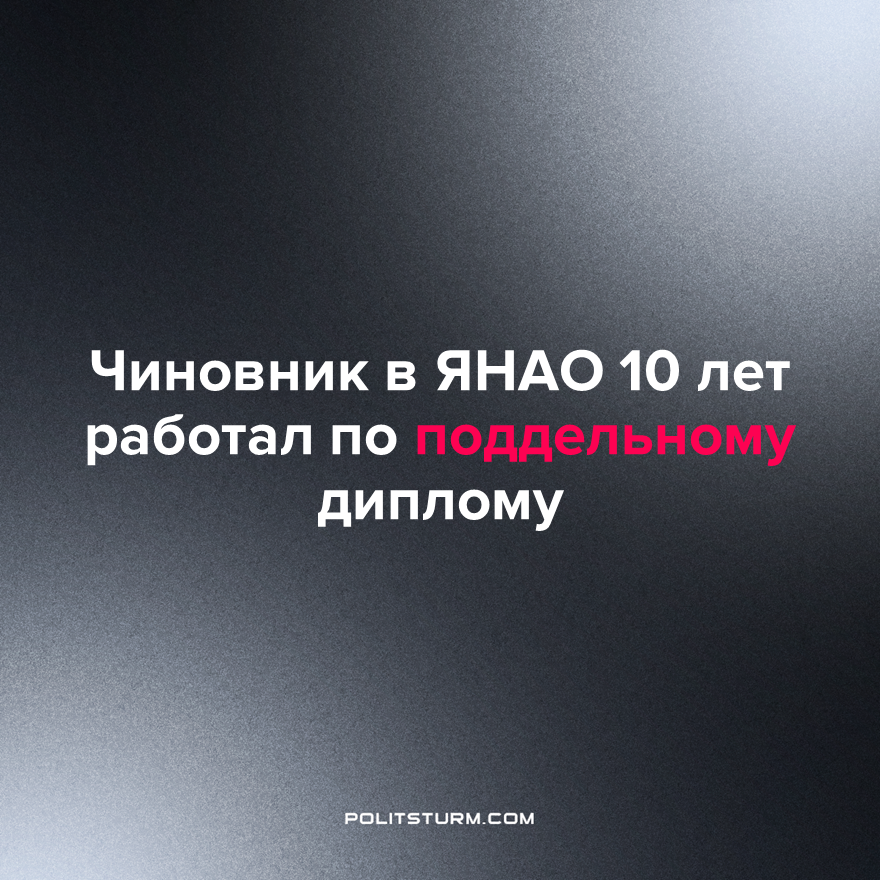 Чиновник в ЯНАО 10 лет
работал по поддельному
диплому
POLITSTURM.COM